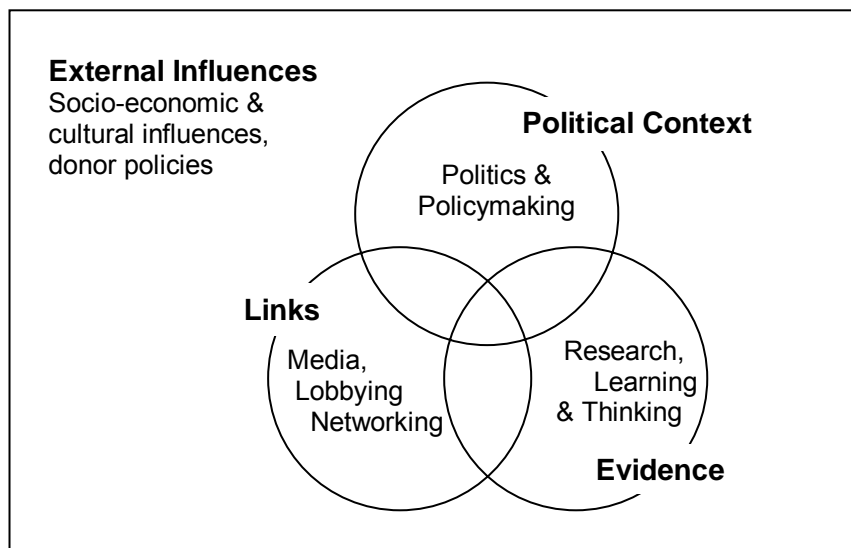 External Influences
Socio-economic &
cultural influences,
donor policies
Political Context
Politics &
Policymaking
Links
Media,
Lobbying
Networking
Research,
Learning
& Thinking
Evidence